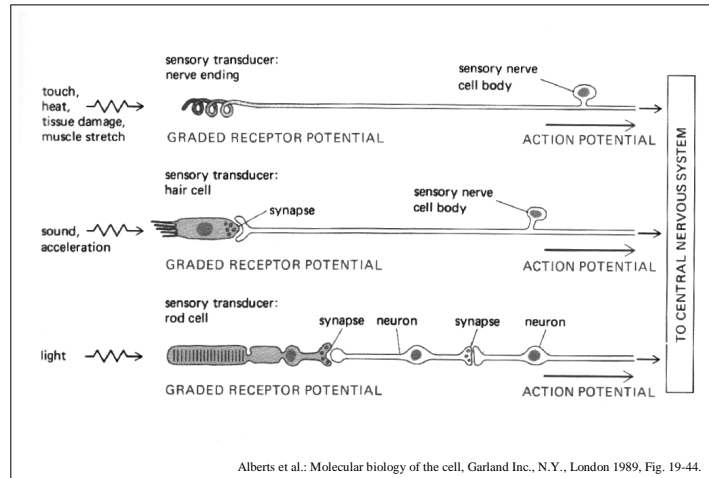 sensory transducer:
nerve ending
sensory nerve
cell body
touch,
heat,
tissue damage,
muscle stretch
GRADED RECEPTOR POTENTIAL
ACTION POTENTIAL
sensory transducer:
hair cell
synapse
sensory nerve
cell body
sound,
acceleration
GRADED RECEPTOR POTENTIAL
ACTION POTENTIAL
sensory transducer:
rod cell
synapse neuron synapse neuron
light
GRADED RECEPTOR POTENTIAL
ACTION POTENTIAL
TO CENTRAL NERVOUS SYSTEM
Alberts et al.: Molecular biology of the cell, Garland Inc., N.Y., London 1989, Fig. 19-44.